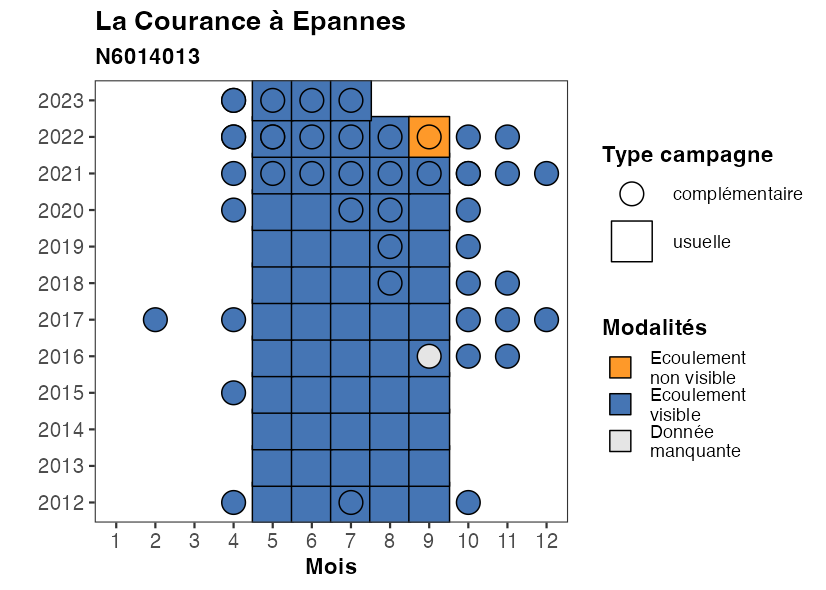 La Courance à Epannes
N6014013
2023
2022
2021
2020
2019
2018
2017
2016
2015
2014
2013
2012
1 2 3 4 5 6 7 8 9 10 11 12
Mois
Type campagne
complémentaire
usuelle
Modalités
Ecoulement
non visible
Ecoulement
visible
Donnée
manquante